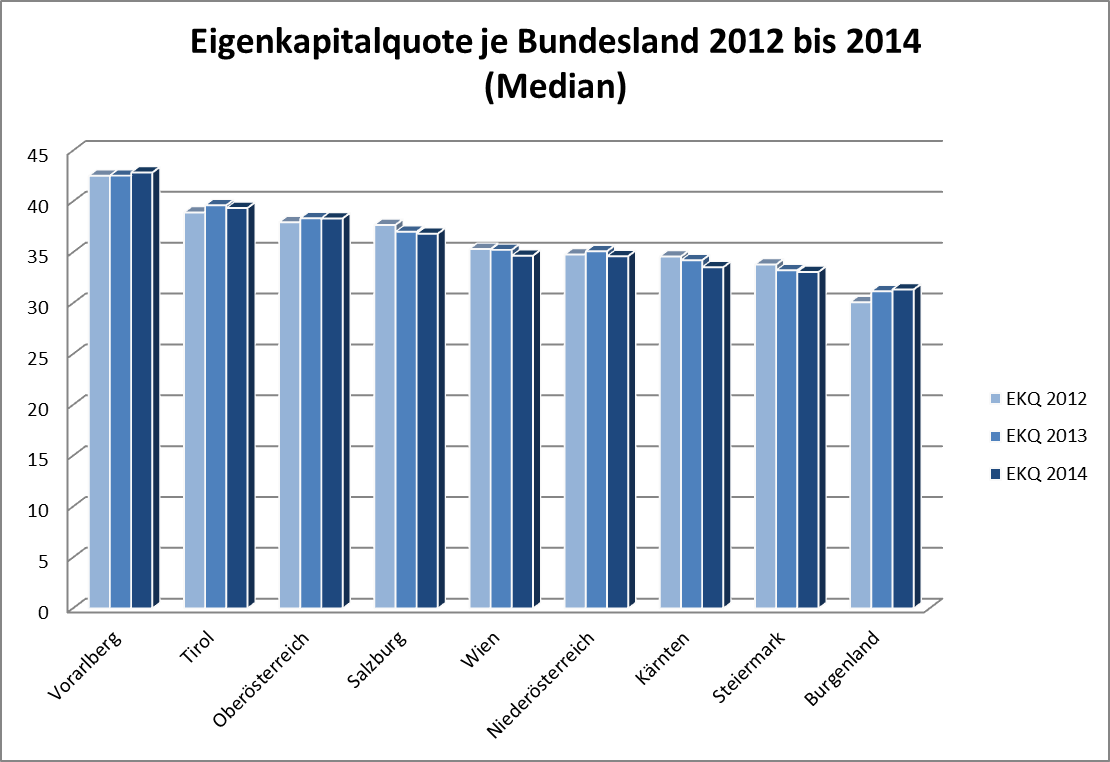 Eigenkapitalquote je Bundesland 2012 bis 2014
(Median)
45
40
35
30
25
20
15
10
5
0
Vorarlberg
Tirol
Oberösterreich
Salzburg
Wien
Niederösterreich
Kärnten
Steiermark
Burgenland
EKQ 2012
EKQ 2013
EKQ 2014